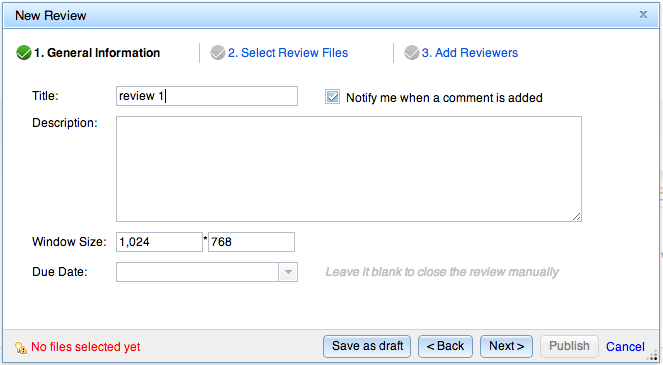 New Review x
1. General Information 2. Select Review Files 3. Add Reviewers
Title: review 1 Notify me when a comment is added
Description:
Window Size: 1,024 * 768
Due Date: Leave it blank to close the review manually
No files selected yet Save as draft < Back Next > Publish Cancel